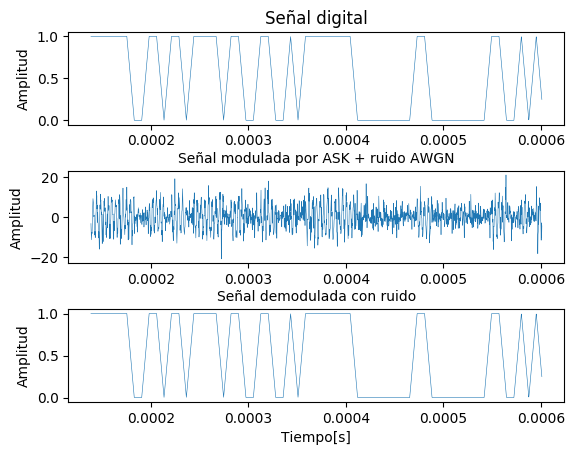 Señal digital
1.0
0.5
0.0
Amplitud
0.0002 0.0003 0.0004 0.0005 0.0006
Señal modulada por ASK + ruido AWGN
20
0
−20
Amplitud
0.0002 0.0003 0.0004 0.0005 0.0006
Señal demodulada con ruido
1.0
0.5
0.0
Amplitud
0.0002 0.0003 0.0004 0.0005 0.0006
Tiempo[s]